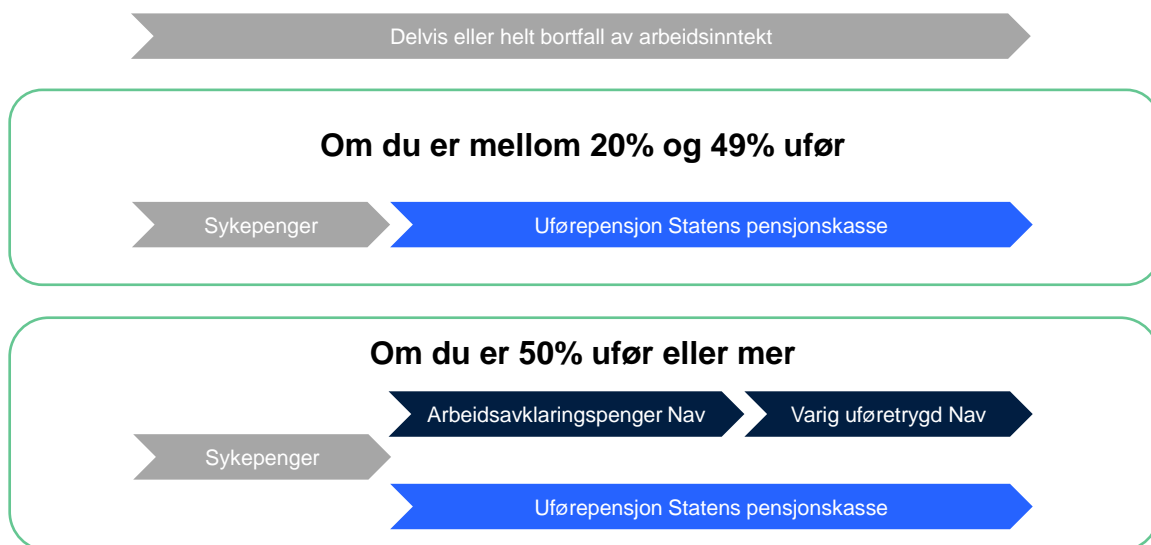 Delvis eller helt bortfall av arbeidsinntekt
Om du er mellom 20% og 49% ufør
Sykepenger
Uførepensjon Statens pensjonskasse
Om du er 50% ufør eller mer
Arbeidsavklaringspenger Nav
Varig uføretrygd Nav
Sykepenger
Uførepensjon Statens pensjonskasse